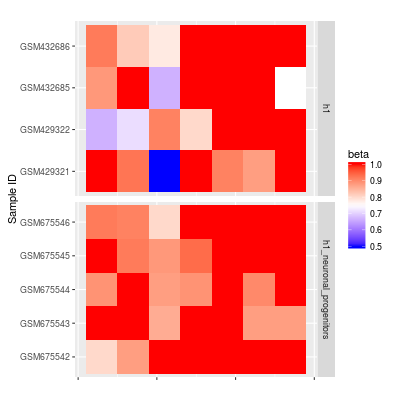 Sample ID
GSM432686
GSM432685
GSM429322
GSM429321
h1
GSM675546
GSM675545
GSM675544
GSM675543
GSM675542
h1_neuronal_progenitors
beta
1.0
0.9
0.8
0.7
0.6
0.5